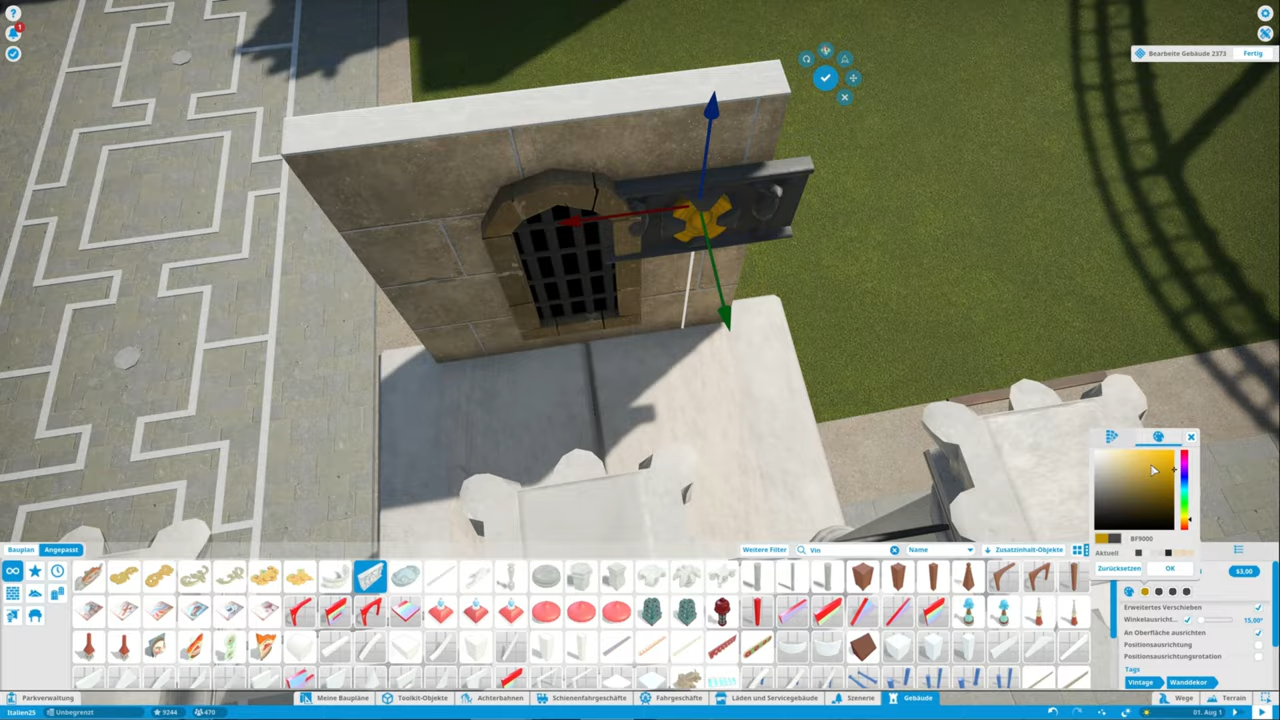 ?
1
Bearbeite Gebäude 2373
Fertig
BF9000
Aktuell
Zurücksetzen
OK
Bauplan
Angepasst
Weitere Filter
Vin
Name
Zusatzinhalt-Objekte
$3,00
Erweitertes Verschieben
Winkelausricht...
15,00°
An Oberfläche ausrichten
Positionsausrichtung
Positionsausrichtungsrotation
Tags
Vintage
Wanddekor
Parkverwaltung
Meine Baupläne
Toolkit-Objekte
Achterbahnen
Schienenfahrgeschäfte
Fahrgeschäfte
Läden und Servicegebäude
Szenerie
Gebäude
Wege
Terrain
Italien25
Unbegrenzt
9244
470
01. Aug 1